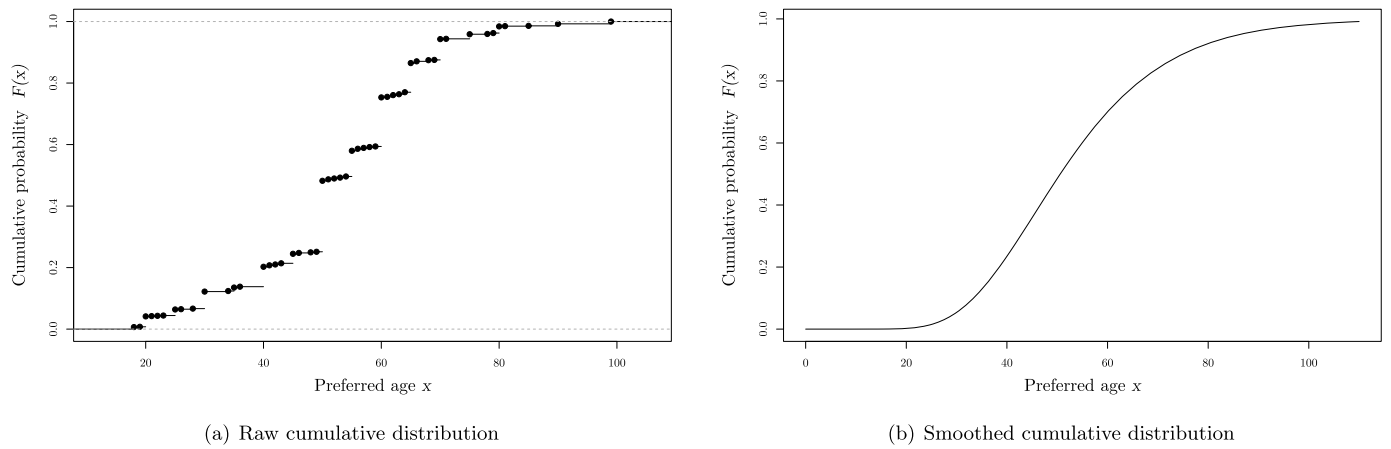 Cumulative probability F(x)
0.0 0.2 0.4 0.6 0.8 1.0
20 40 60 80 100
Preferred age x
(a) Raw cumulative distribution
Cumulative probability F(x)
0.0 0.2 0.4 0.6 0.8 1.0
0 20 40 60 80 100
Preferred age x
(b) Smoothed cumulative distribution